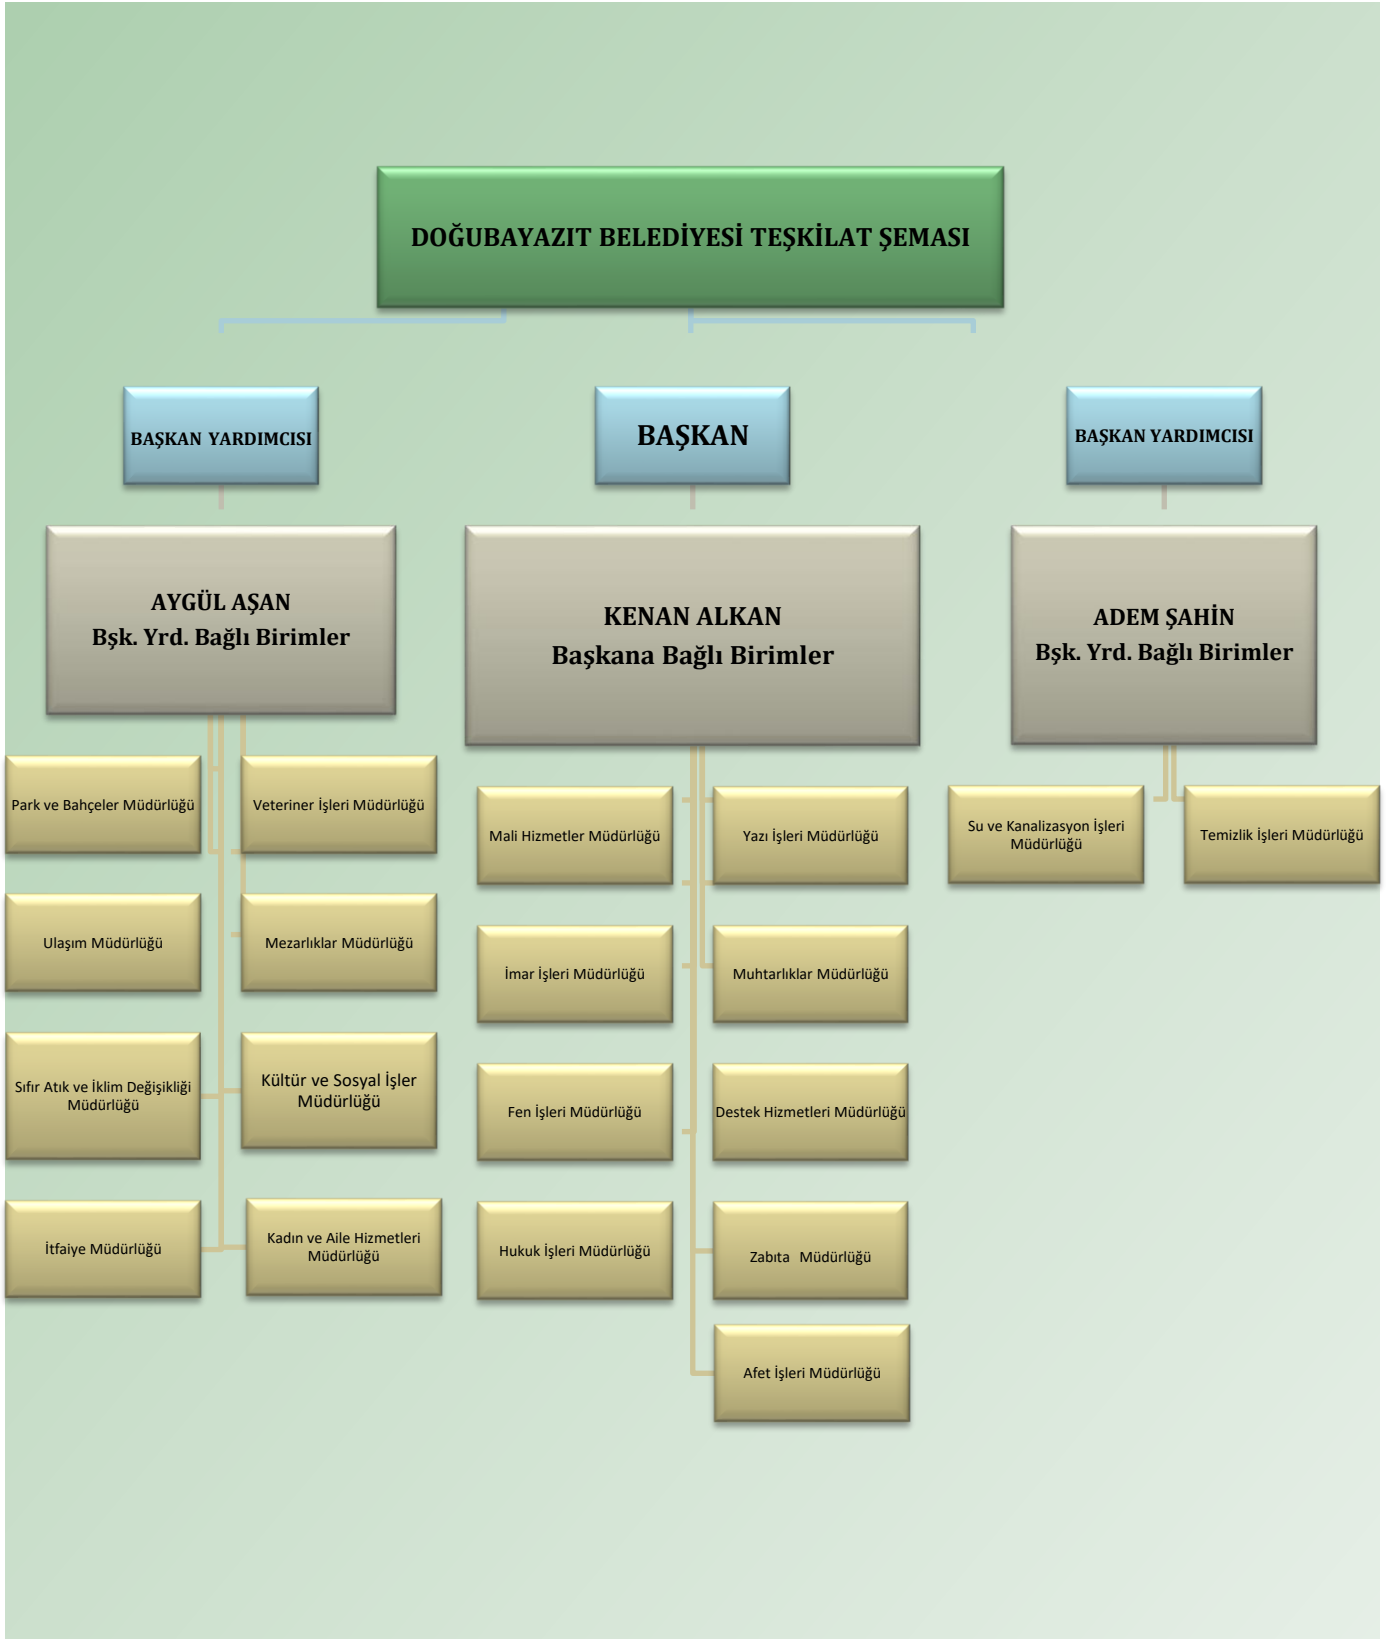 DOĞUBAYAZIT BELEDİYESİ TEŞKİLAT ŞEMASI
BAŞKAN YARDIMCISI
BAŞKAN
BAŞKAN YARDIMCISI
AYGÜL AŞAN
Bşk. Yrd. Bağlı Birimler
KENAN ALKAN
Başkana Bağlı Birimler
ADEM ŞAHİN
Bşk. Yrd. Bağlı Birimler
Park ve Bahçeler Müdürlüğü
Veteriner İşleri Müdürlüğü
Ulaşım Müdürlüğü
Mezarlıklar Müdürlüğü
Sıfır Atık ve İklim Değişikliği
Müdürlüğü
Kültür ve Sosyal İşler
Müdürlüğü
İtfaiye Müdürlüğü
Kadın ve Aile Hizmetleri
Müdürlüğü
Mali Hizmetler Müdürlüğü
Yazı İşleri Müdürlüğü
İmar İşleri Müdürlüğü
Muhtarlıklar Müdürlüğü
Fen İşleri Müdürlüğü
Destek Hizmetleri Müdürlüğü
Hukuk İşleri Müdürlüğü
Zabıta Müdürlüğü
Afet İşleri Müdürlüğü
Su ve Kanalizasyon İşleri
Müdürlüğü
Temizlik İşleri Müdürlüğü